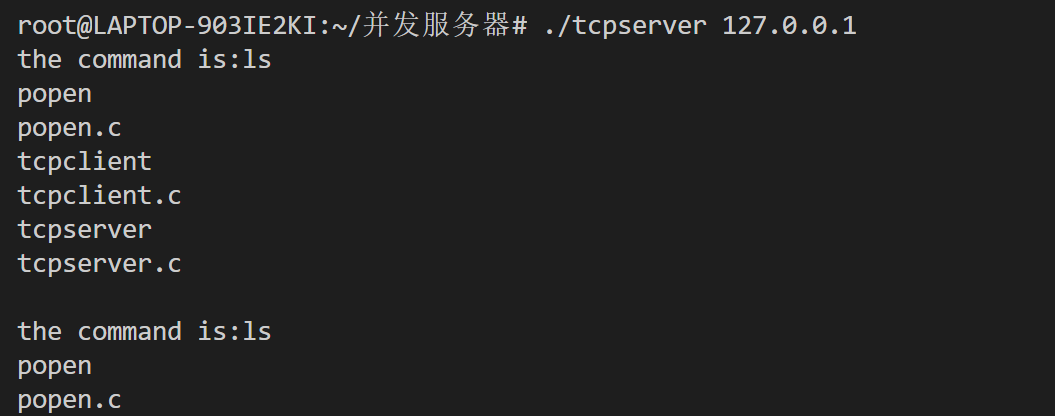 root@LAPTOP-903IE2KI:~/并发服务器# ./tcpserver 127.0.0.1
the command is:ls
popen
popen.c
tcpclient
tcpclient.c
tcpserver
tcpserver.c
the command is:ls
popen
popen.c